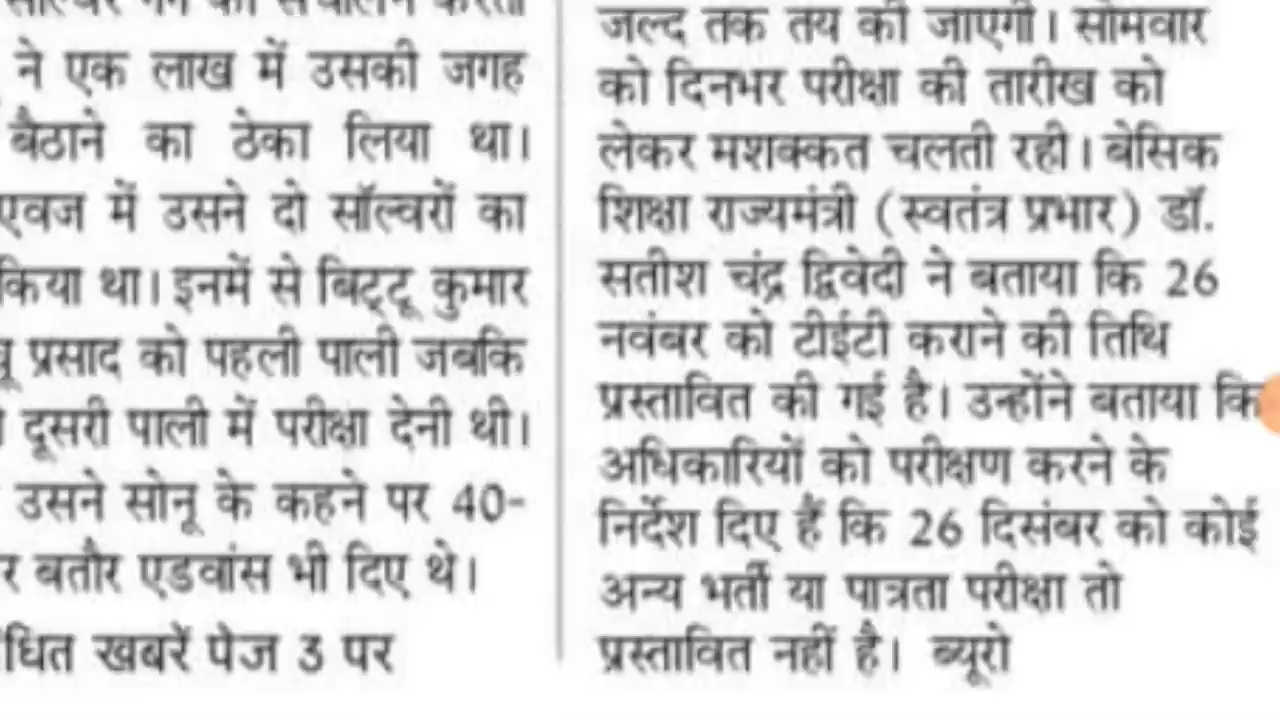 ने एक लाख में उसकी जगह
बैठाने का ठेका लिया था।
एवज में उसने दो सॉल्वरों का
किया था। इनमें से बिट्टू कुमार
प्रसाद को पहली पाली जबकि
दूसरी पाली में परीक्षा देनी थी।
उसने सोनू के कहने पर 40-
बतौर एडवांस भी दिए थे।
खबरें पेज 3 पर
जल्द तक तय की जाएगी। सोमवार
को दिनभर परीक्षा की तारीख को
लेकर मशक्कत चलती रही। बेसिक
शिक्षा राज्यमंत्री (स्वतंत्र प्रभार) डॉ.
सतीश चंद्र द्विवेदी ने बताया कि 26
नवंबर को टीईटी कराने की तिथि
प्रस्तावित की गई है। उन्होंने बताया कि
अधिकारियों को परीक्षण करने के
निर्देश दिए हैं कि 26 दिसंबर को कोई
अन्य भर्ती या पात्रता परीक्षा तो
प्रस्तावित नहीं है। ब्यूरो